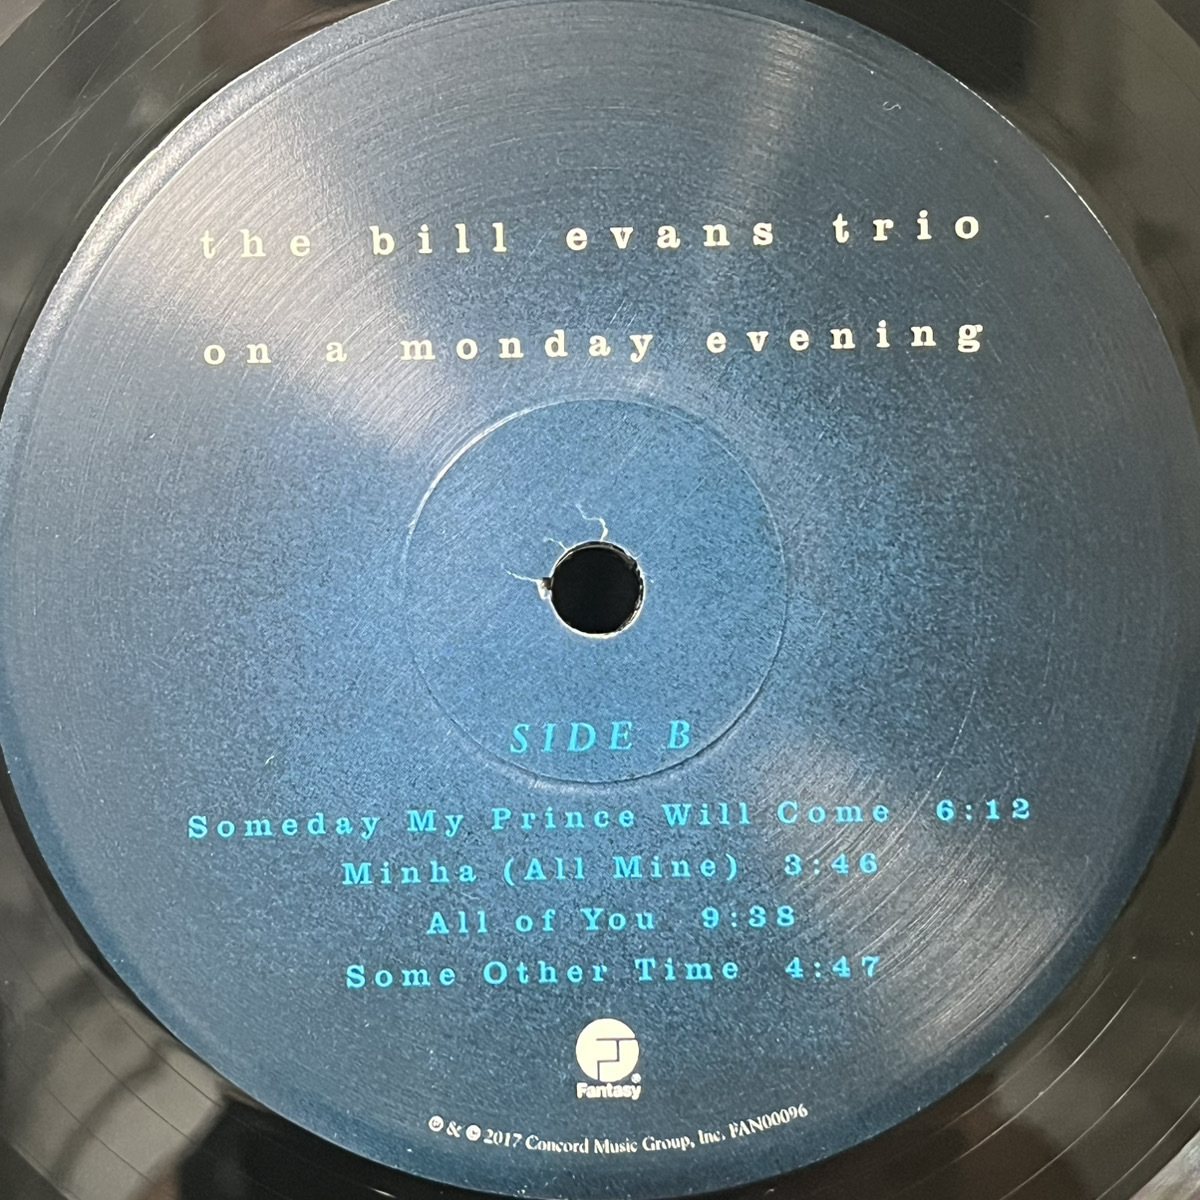 the bill evans trio
on a monday evening
SIDE B
Someday My Prince Will Come 6:12
Minha (All Mine) 3:46
All of You 9:38
Some Other Time 4:47
Fantasy®
℗ & © 2017 Concord Music Group, Inc. FAN00096